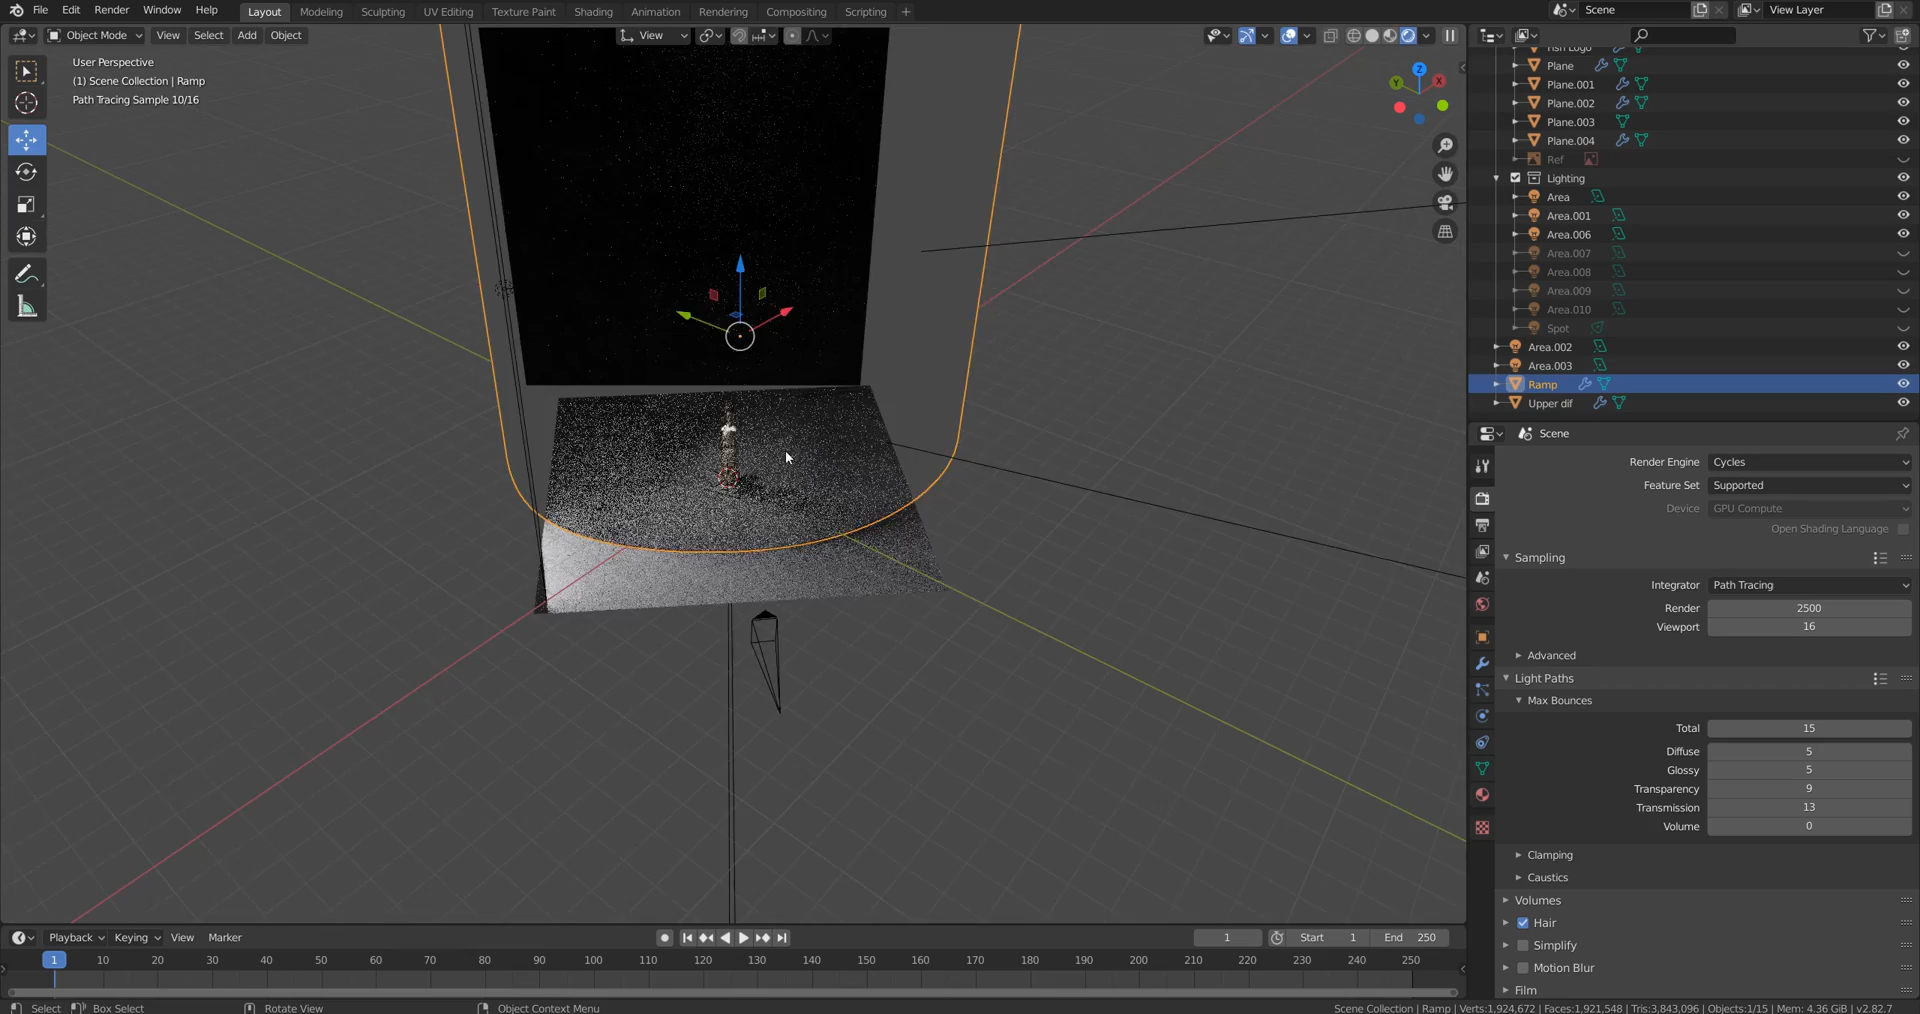 File Edit Render Window Help Layout Modeling Sculpting UV Editing Texture Paint Shading Animation Rendering Compositing Scripting + Scene View Layer
Object Mode View Select Add Object View
User Perspective
(1) Scene Collection | Ramp
Path Tracing Sample 10/16
Z
Y
X
Plane
Plane.001
Plane.002
Plane.003
Plane.004
Ref
Lighting
Area
Area.001
Area.006
Area.007
Area.008
Area.009
Area.010
Spot
Area.002
Area.003
Ramp
Upper dif
Scene
Render Engine Cycles
Feature Set Supported
Device GPU Compute
Open Shading Language
Sampling
Integrator Path Tracing
Render 2500
Viewport 16
Advanced
Light Paths
Max Bounces
Total 15
Diffuse 5
Glossy 5
Transparency 9
Transmission 13
Volume 0
Clamping
Caustics
Volumes
Hair
Simplify
Motion Blur
Film
Playback Keying View Marker 1 Start 1 End 250
1 10 20 30 40 50 60 70 80 90 100 110 120 130 140 150 160 170 180 190 200 210 220 230 240 250
Select Box Select Rotate View Object Context Menu Scene Collection | Ramp | Verts:1,924,672 | Faces:1,921,548 | Tris:3,843,096 | Objects:1/15 | Mem: 4.36 GiB | v2.82.7